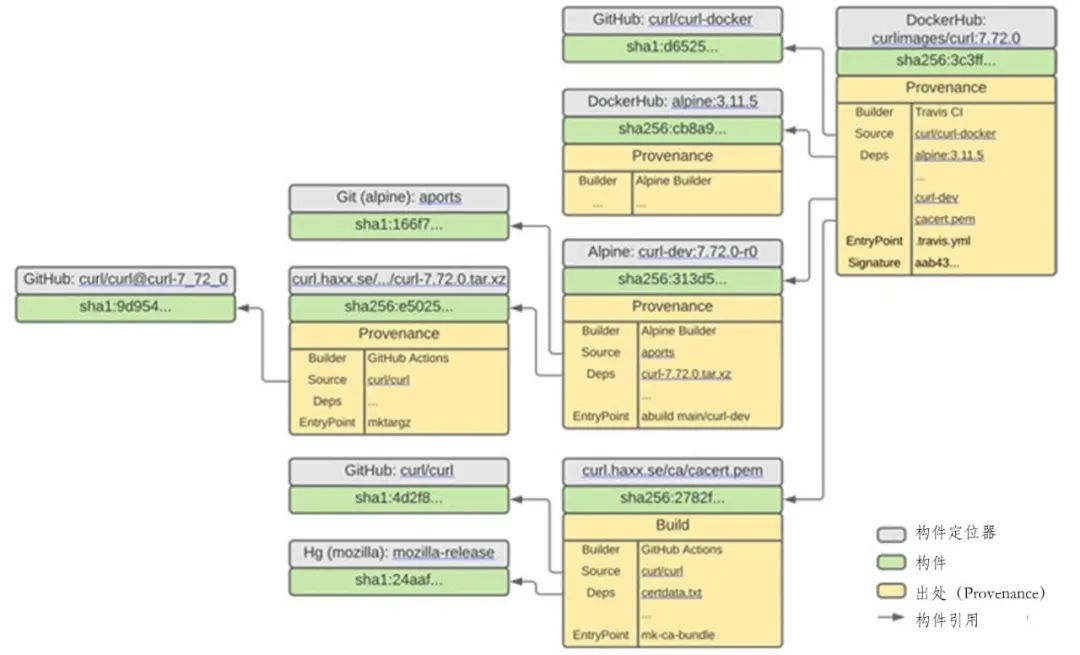 GitHub: curl/curl-docker
sha1:d6525...
DockerHub: alpine:3.11.5
sha256:cb8a9...
Provenance
Builder Alpine Builder
... ...
DockerHub:
curlimages/curl:7.72.0
sha256:3c3ff...
Provenance
Builder Travis CI
Source curl/curl-docker
Deps alpine:3.11.5
...
curl-dev
cacert.pem
EntryPoint .travis.yml
Signature aab43...
Git (alpine): aports
sha1:166f7...
GitHub: curl/curl@curl-7_72_0
sha1:9d954...
curl.haxx.se/.../curl-7.72.0.tar.xz
sha256:e5025...
Provenance
Builder GitHub Actions
Source curl/curl
Deps ...
EntryPoint mktargz
Alpine: curl-dev:7.72.0-r0
sha256:313d5...
Provenance
Builder Alpine Builder
Source aports
Deps curl-7.72.0.tar.xz
...
EntryPoint abuild main/curl-dev
GitHub: curl/curl
sha1:4d2f8...
Hg (mozilla): mozilla-release
sha1:24aaf...
curl.haxx.se/ca/cacert.pem
sha256:2782f...
Build
Builder GitHub Actions
Source curl/curl
Deps certdata.txt
...
EntryPoint mk-ca-bundle
构件定位器
构件
出处（Provenance）
构件引用